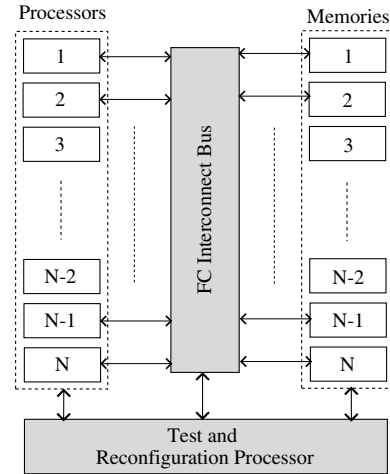 Processors
Memories
1
2
3
N-2
N-1
N
FC Interconnect Bus
1
2
3
N-2
N-1
N
Test and
Reconfiguration Processor